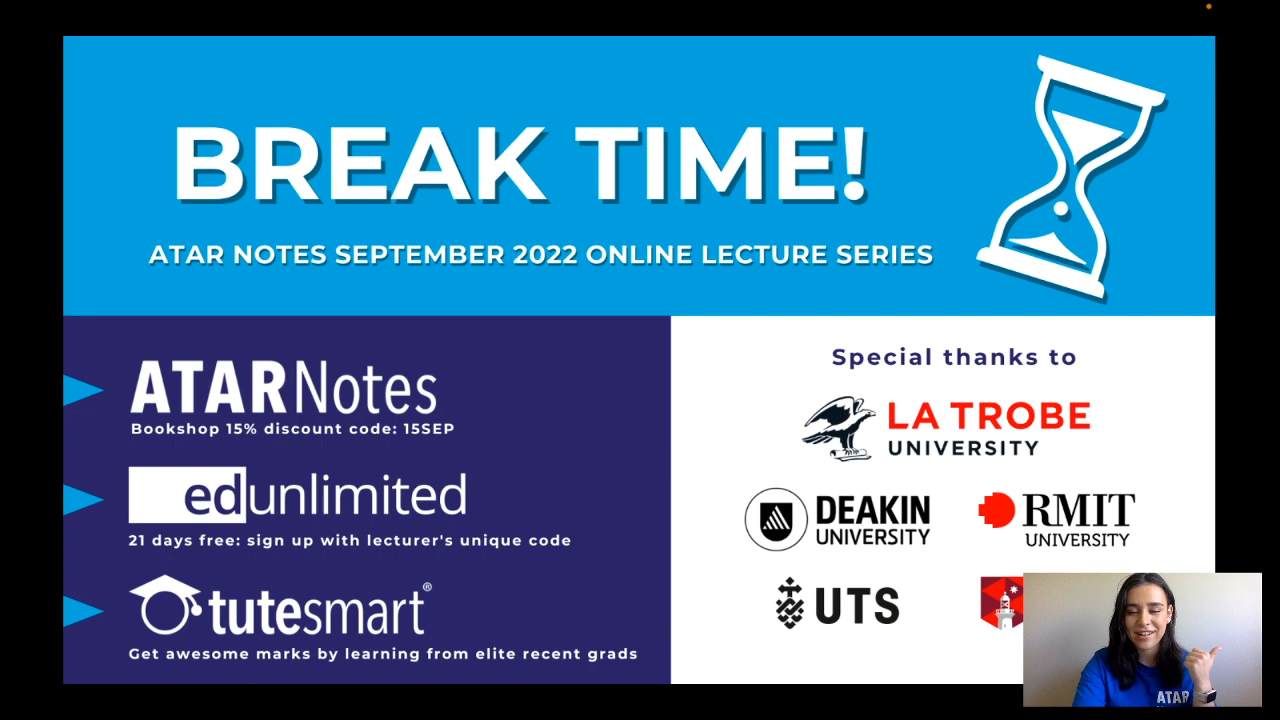 BREAK TIME!
ATAR NOTES SEPTEMBER 2022 ONLINE LECTURE SERIES
ATARNotes
Bookshop 15% discount code: 15SEP
edunlimited
21 days free: sign up with lecturer's unique code
tutesmart®
Get awesome marks by learning from elite recent grads
Special thanks to
LA TROBE
UNIVERSITY
DEAKIN
UNIVERSITY
RMIT
UNIVERSITY
UTS
ATAR